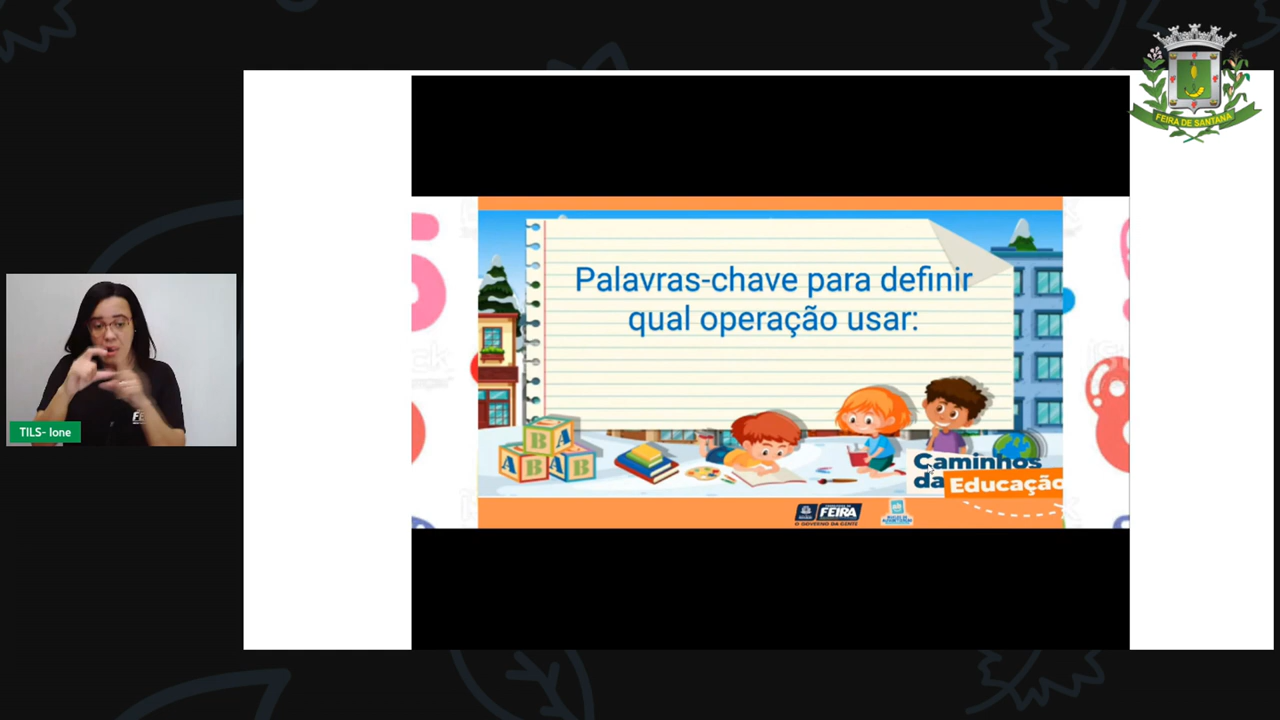 FEIRA DE SANTANA
Palavras-chave para definir
qual operação usar:
TILS- Ione
B A
A B A B
Caminhos
da Educação
FEIRA
O GOVERNO DA GENTE